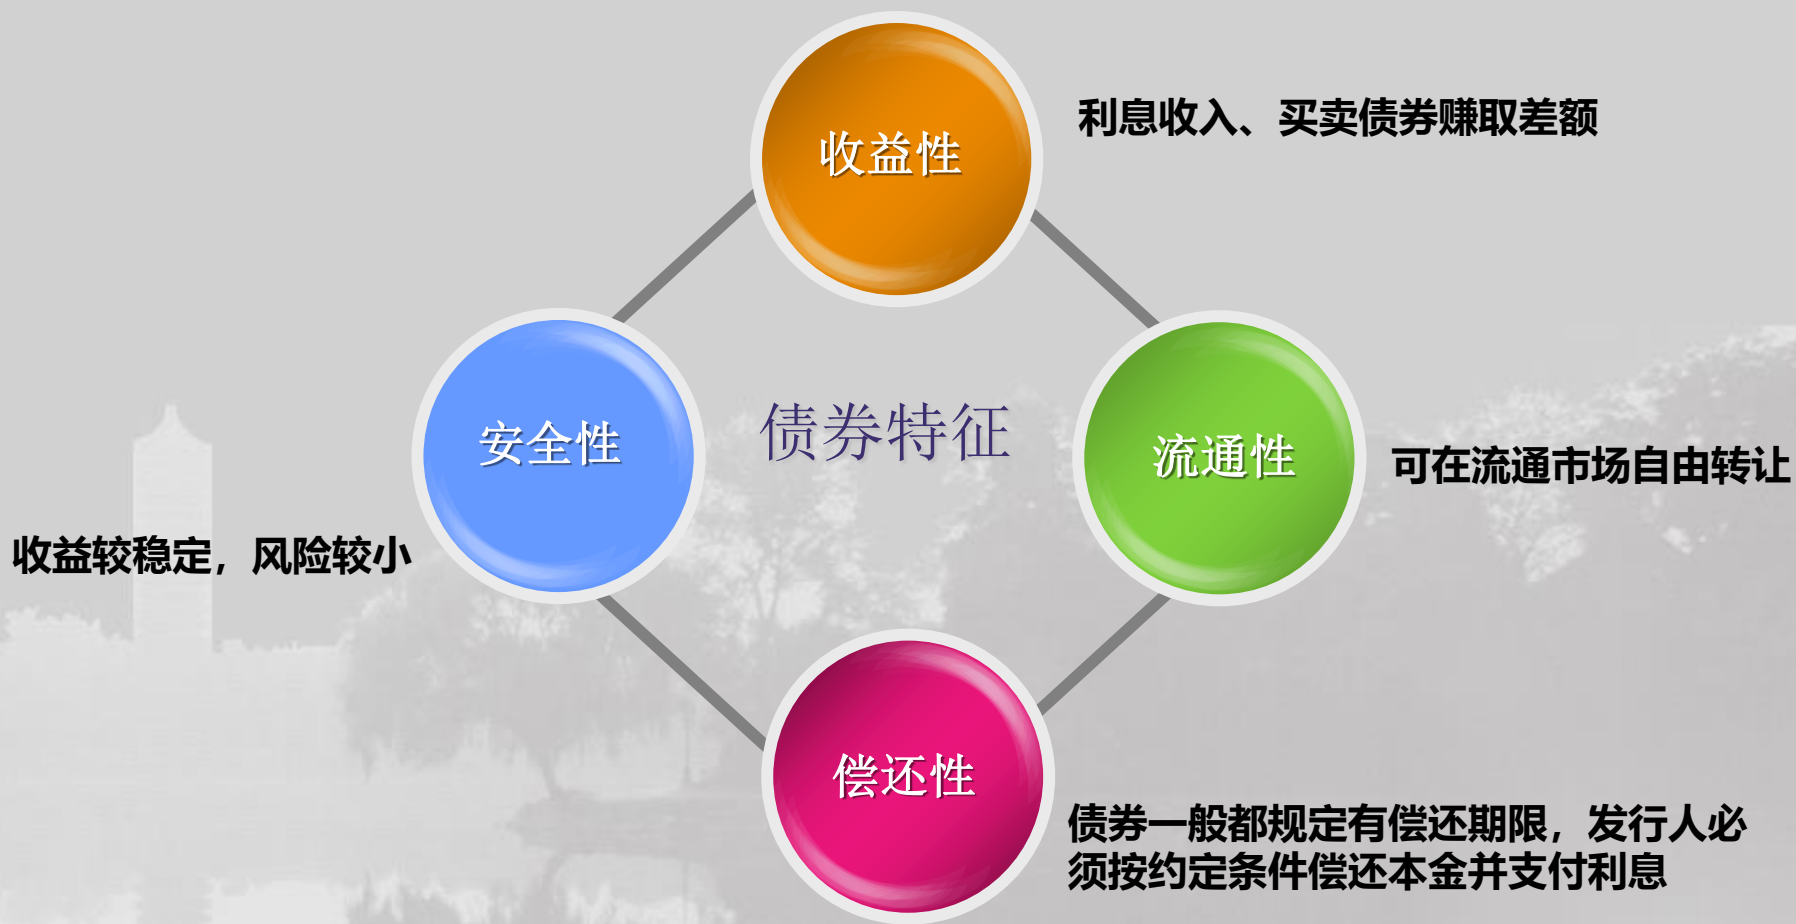 收益性
利息收入、买卖债券赚取差额
安全性
收益较稳定，风险较小
债券特征
流通性
可在流通市场自由转让
偿还性
债券一般都规定有偿还期限，发行人必
须按约定条件偿还本金并支付利息